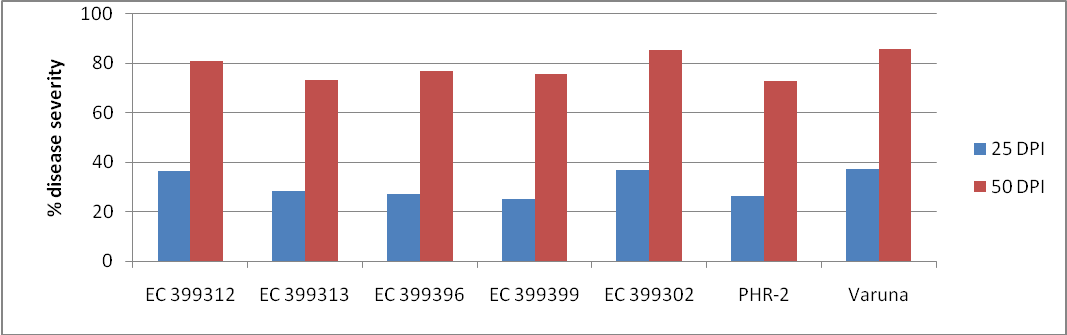 100
80
60
40
20
0
% disease severity
EC 399312 EC 399313 EC 399396 EC 399399 EC 399302 PHR-2 Varuna
25 DPI
50 DPI